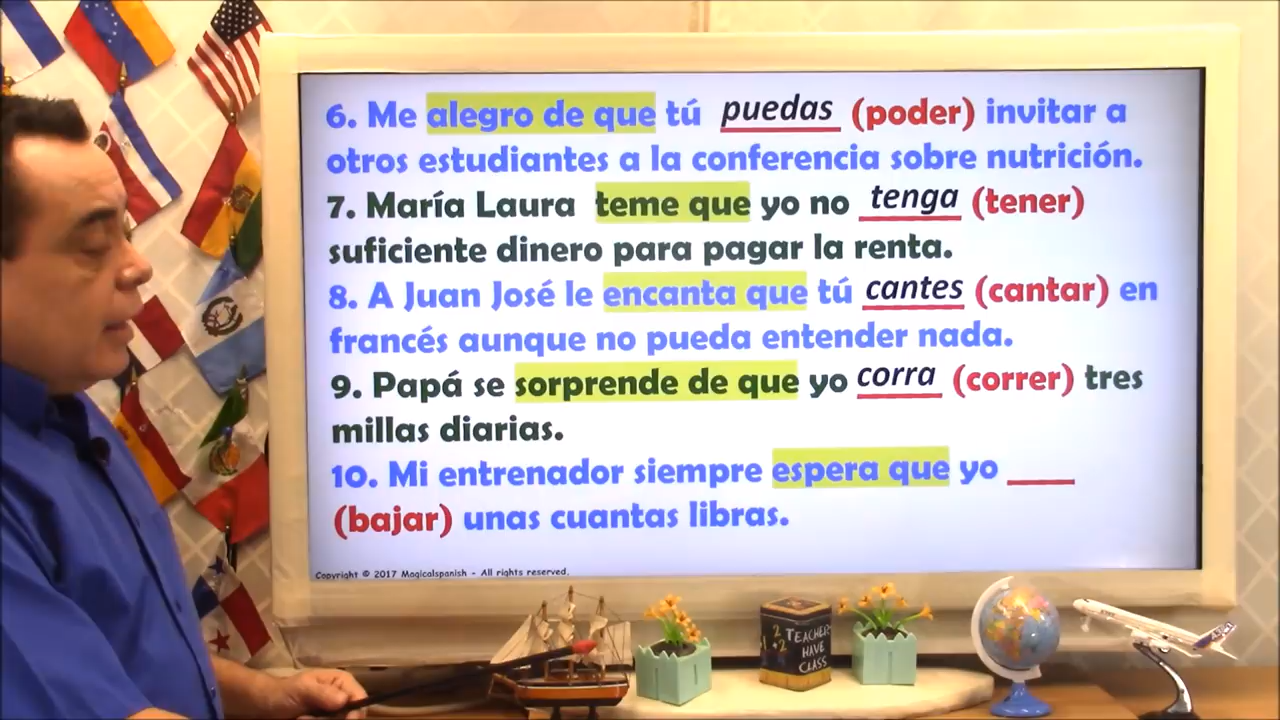 6. Me alegro de que tú puedas (poder) invitar a
otros estudiantes a la conferencia sobre nutrición.
7. María Laura teme que yo no tenga (tener)
suficiente dinero para pagar la renta.
8. A Juan José le encanta que tú cantes (cantar) en
francés aunque no pueda entender nada.
9. Papá se sorprende de que yo corra (correr) tres
millas diarias.
10. Mi entrenador siempre espera que yo ____
(bajar) unas cuantas libras.
Copyright © 2017 Magicalspanish - All rights reserved.
2
+2
TEACHERS
HAVE
CLASS